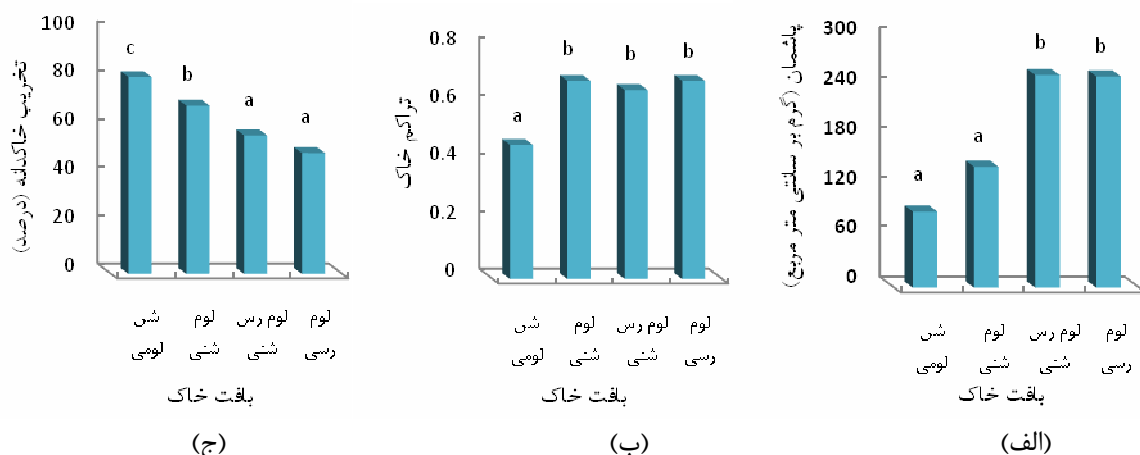 پاشمان (گرم بر سانتی متر مربع)
300
240
180
120
60
0
a
a
b
b
شن لومی
لوم شنی
لوم رس شنی
لوم رسی
بافت خاک
(الف)
تراکم خاک
0.8
0.6
0.4
0.2
0
a
b
b
b
شن لومی
لوم شنی
لوم رس شنی
لوم رسی
بافت خاک
(ب)
تخریب خاکدانه (درصد)
100
80
60
40
20
0
c
b
a
a
شن لومی
لوم شنی
لوم رس شنی
لوم رسی
بافت خاک
(ج)